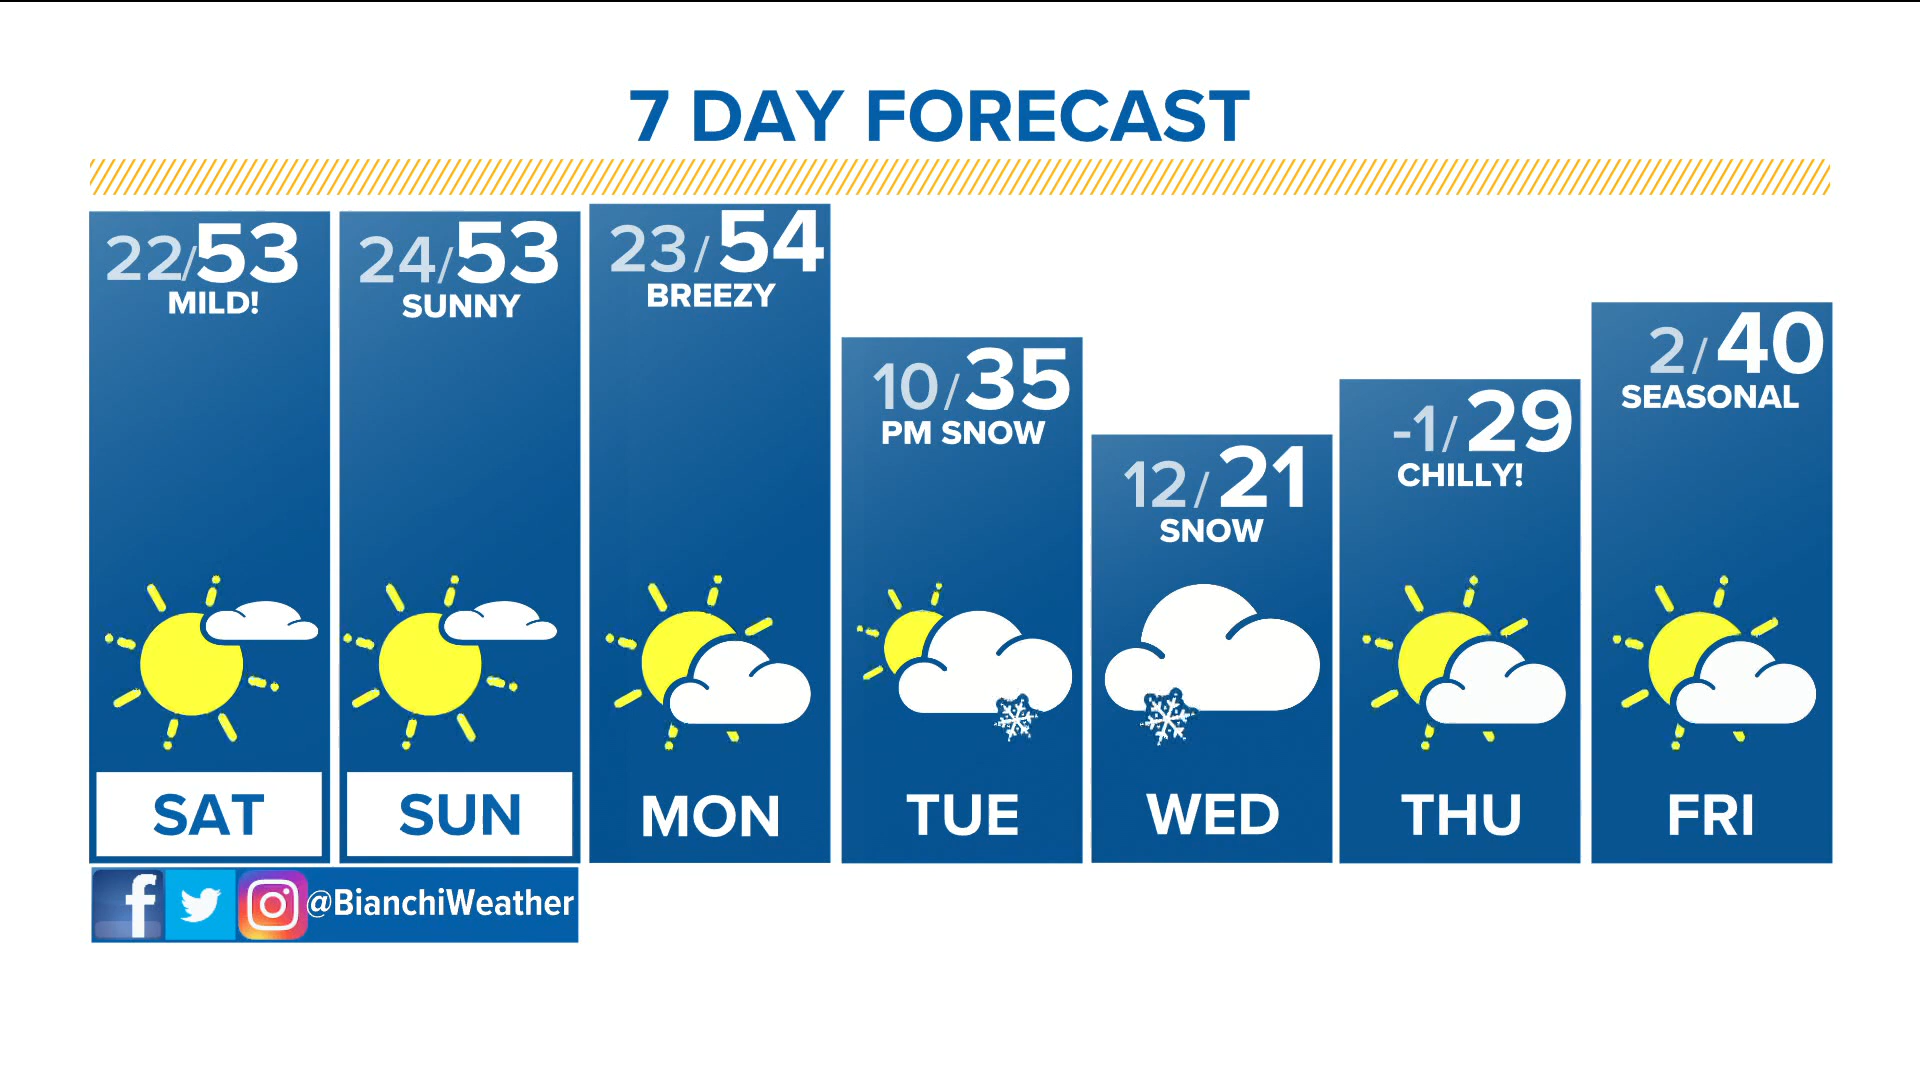 7 DAY FORECAST
22/53
MILD!
SAT
24/53
SUNNY
SUN
23/54
BREEZY
MON
10/35
PM SNOW
TUE
12/21
SNOW
WED
-1/29
CHILLY!
THU
2/40
SEASONAL
FRI
@BianchiWeather